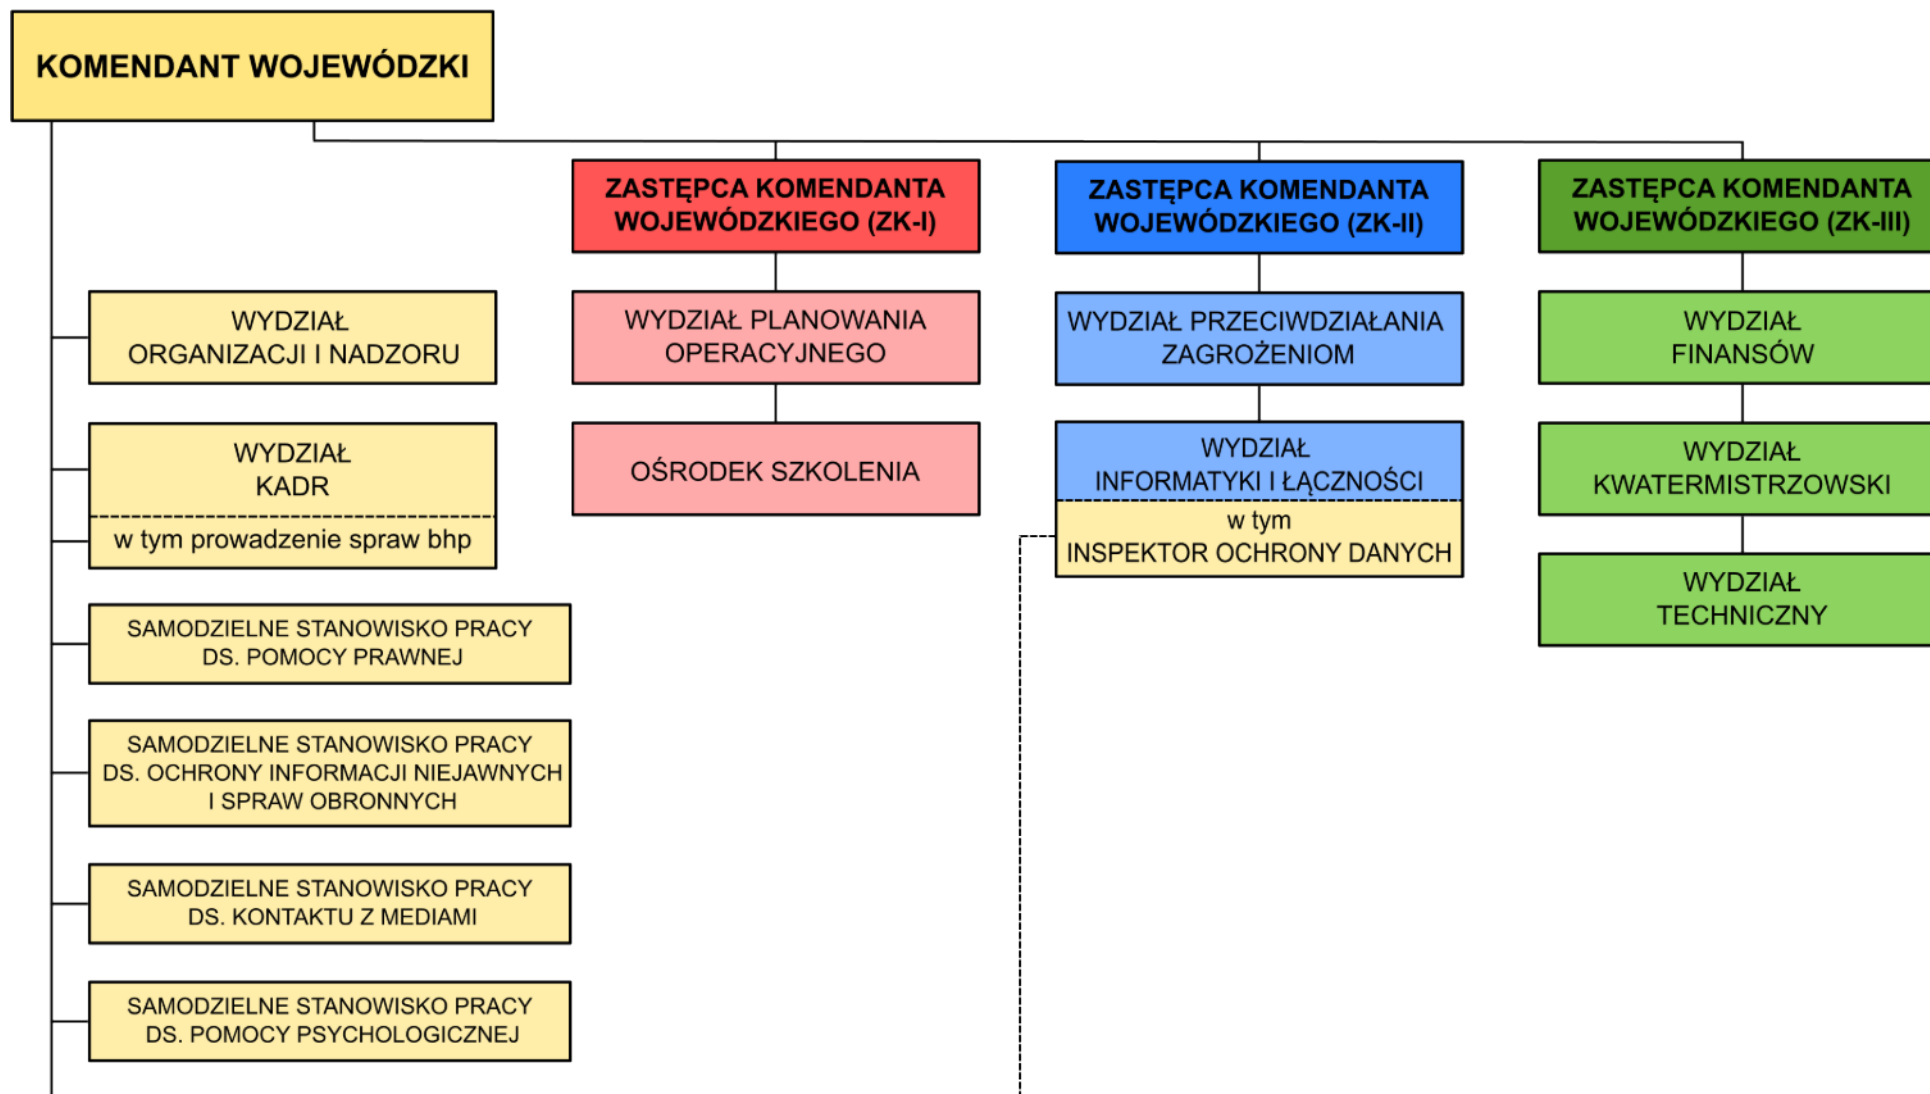 KOMENDANT WOJEWÓDZKI
ZASTĘPCA KOMENDANTA
WOJEWÓDZKIEGO (ZK-I)
ZASTĘPCA KOMENDANTA
WOJEWÓDZKIEGO (ZK-II)
ZASTĘPCA KOMENDANTA
WOJEWÓDZKIEGO (ZK-III)
WYDZIAŁ
ORGANIZACJI I NADZORU
WYDZIAŁ
KADR
w tym prowadzenie spraw bhp
SAMODZIELNE STANOWISKO PRACY
DS. POMOCY PRAWNEJ
SAMODZIELNE STANOWISKO PRACY
DS. OCHRONY INFORMACJI NIEJAWNYCH
I SPRAW OBRONNYCH
SAMODZIELNE STANOWISKO PRACY
DS. KONTAKTU Z MEDIAMI
SAMODZIELNE STANOWISKO PRACY
DS. POMOCY PSYCHOLOGICZNEJ
WYDZIAŁ PLANOWANIA
OPERACYJNEGO
OŚRODEK SZKOLENIA
WYDZIAŁ PRZECIWDZIAŁANIA
ZAGROŻENIOM
WYDZIAŁ
INFORMATYKI I ŁĄCZNOŚCI
w tym
INSPEKTOR OCHRONY DANYCH
WYDZIAŁ
FINANSÓW
WYDZIAŁ
KWATERMISTRZOWSKI
WYDZIAŁ
TECHNICZNY